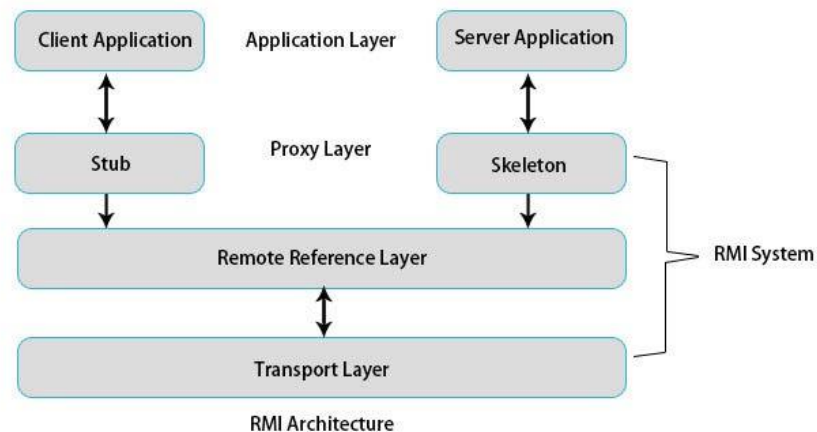 Client Application
Application Layer
Server Application
Stub
Proxy Layer
Skeleton
Remote Reference Layer
RMI System
Transport Layer
RMI Architecture